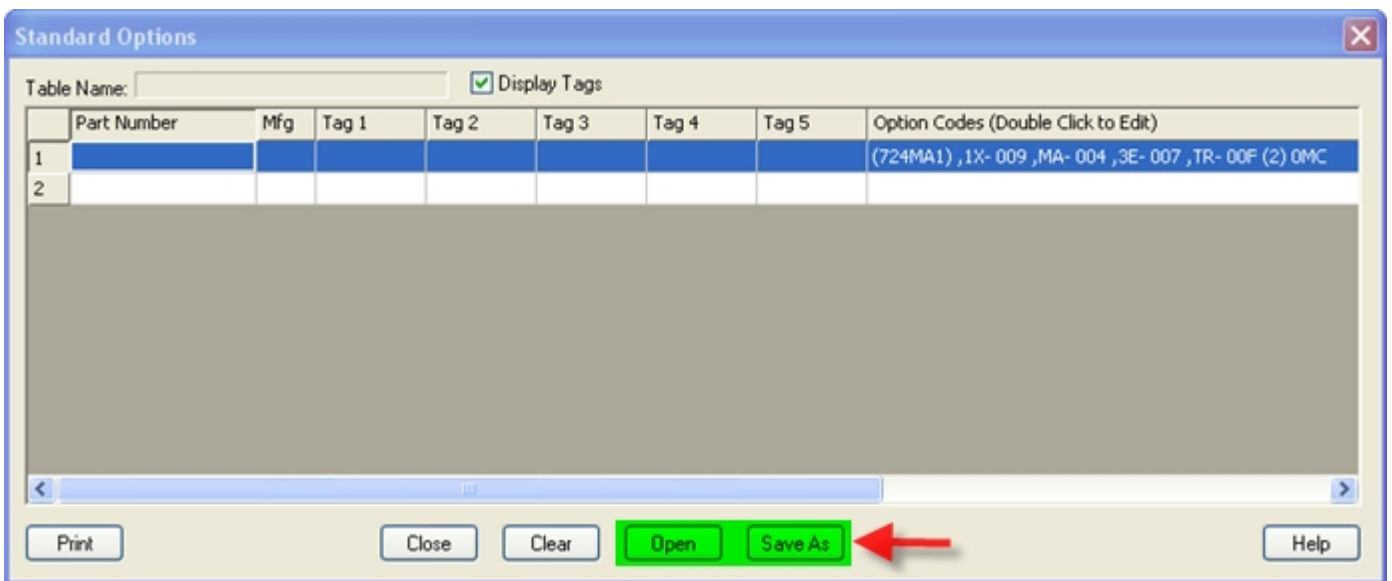 Standard Options
Table Name: Display Tags
Part Number Mfg Tag 1 Tag 2 Tag 3 Tag 4 Tag 5 Option Codes (Double Click to Edit)
1 (724MA1) ,1X- 009 ,MA- 004 ,3E- 007 ,TR- 00F (2) 0MC
2
Print Close Clear Open Save As Help